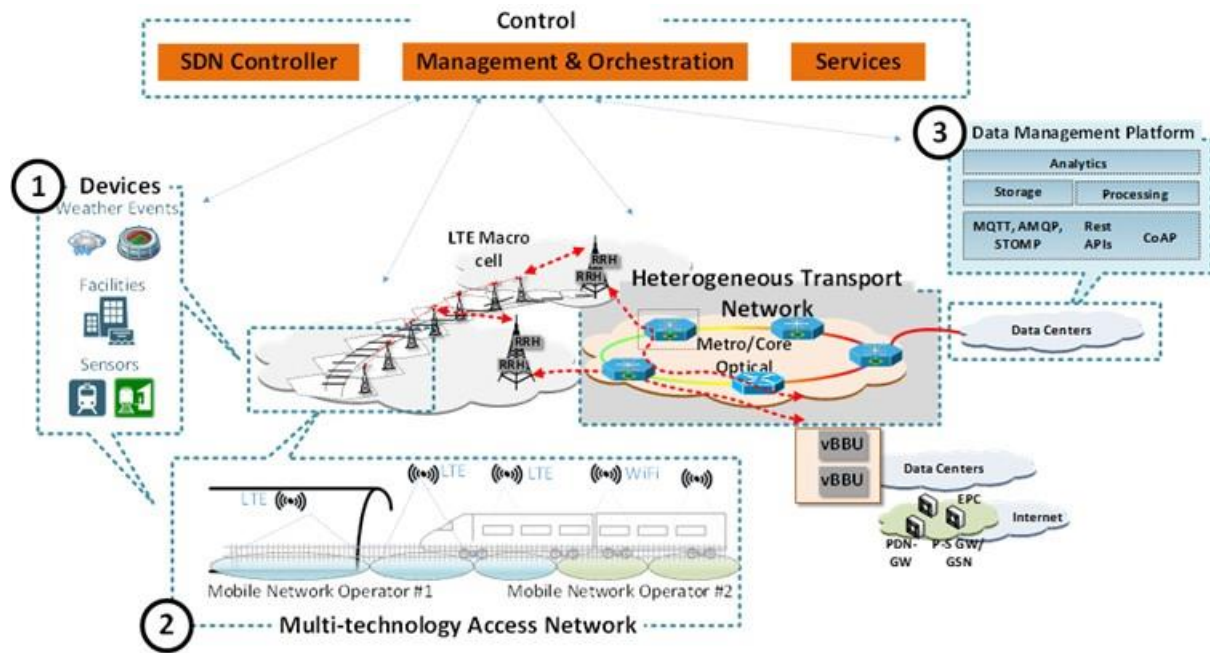 Control
SDN Controller
Management & Orchestration
Services
1
Devices
Weather Events
Facilities
Sensors
3
Data Management Platform
Analytics
Storage
Processing
MQTT, AMQP,
STOMP
Rest
APIs
CoAP
LTE Macro
cell
RRH
RRH
RRH
RRH
Heterogeneous Transport
Network
Metro/Core
Optical
Data Centers
vBBU
vBBU
Data Centers
EPC
Internet
PDN-
GW
P-S GW/
GSN
LTE
LTE
LTE
WiFi
Mobile Network Operator #1
Mobile Network Operator #2
2
Multi-technology Access Network